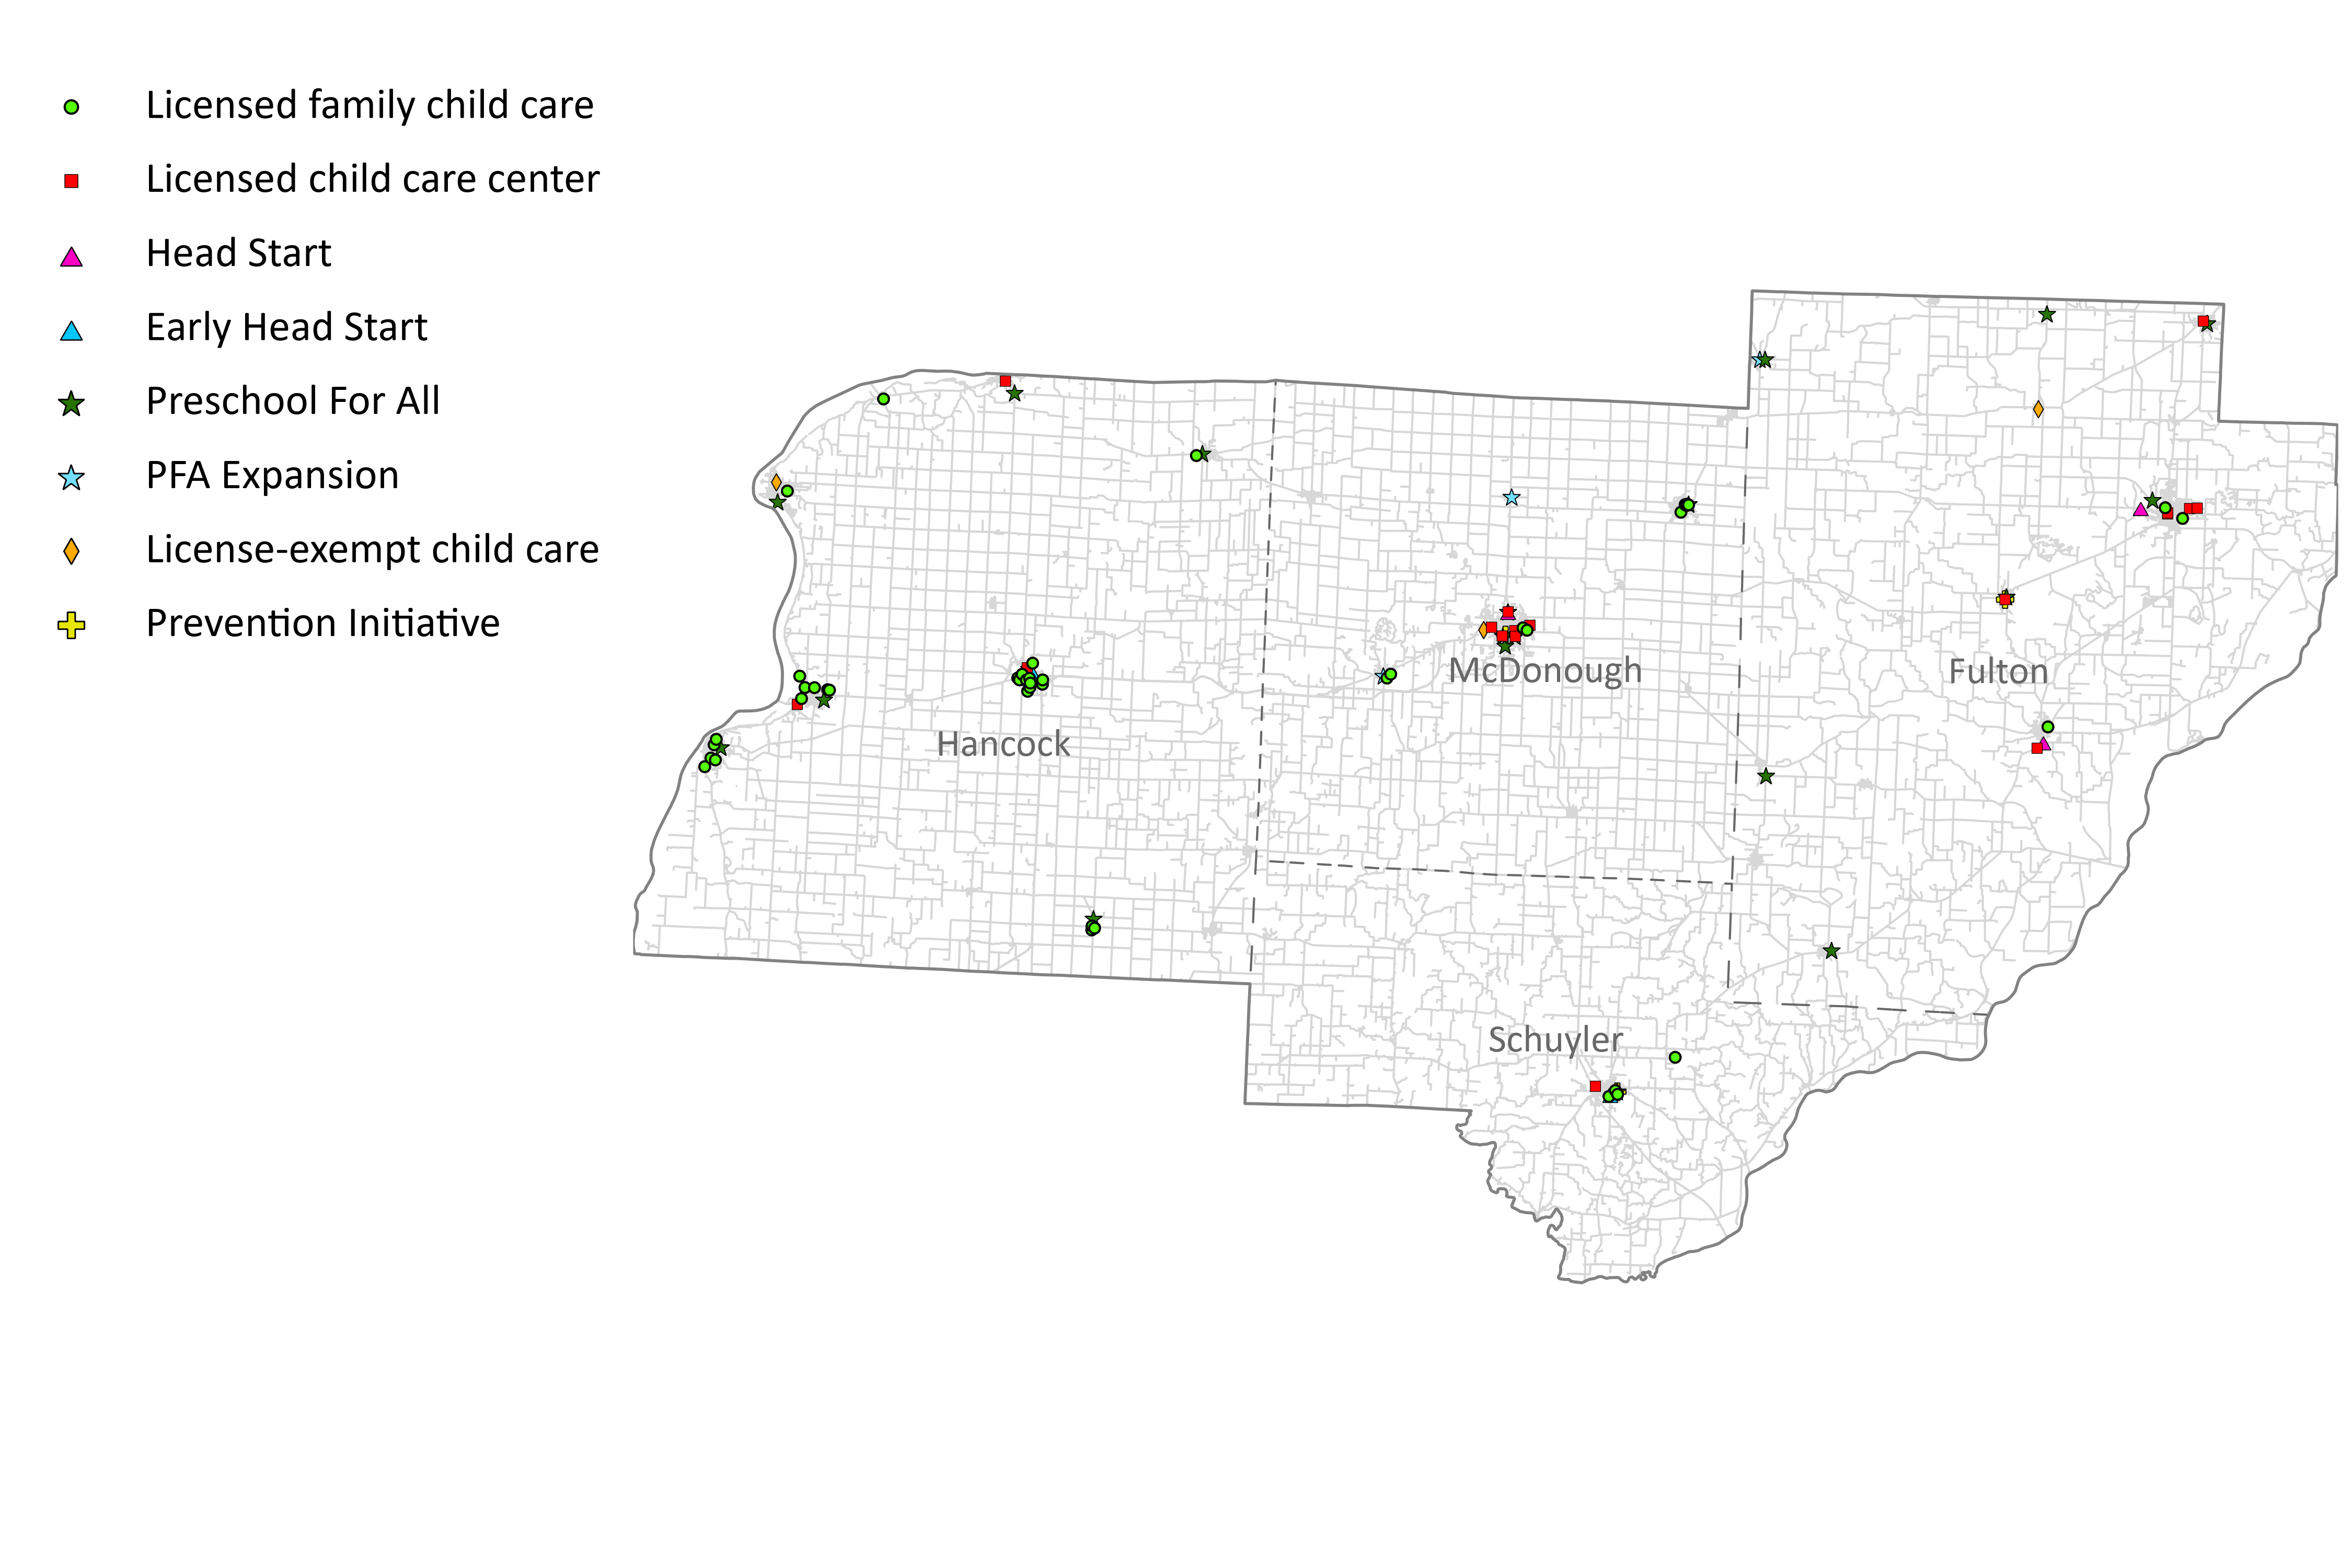 Licensed family child care
Licensed child care center
Head Start
Early Head Start
Preschool For All
PFA Expansion
License-exempt child care
Prevention Initiative
McDonough
Fulton
Hancock
Schuyler